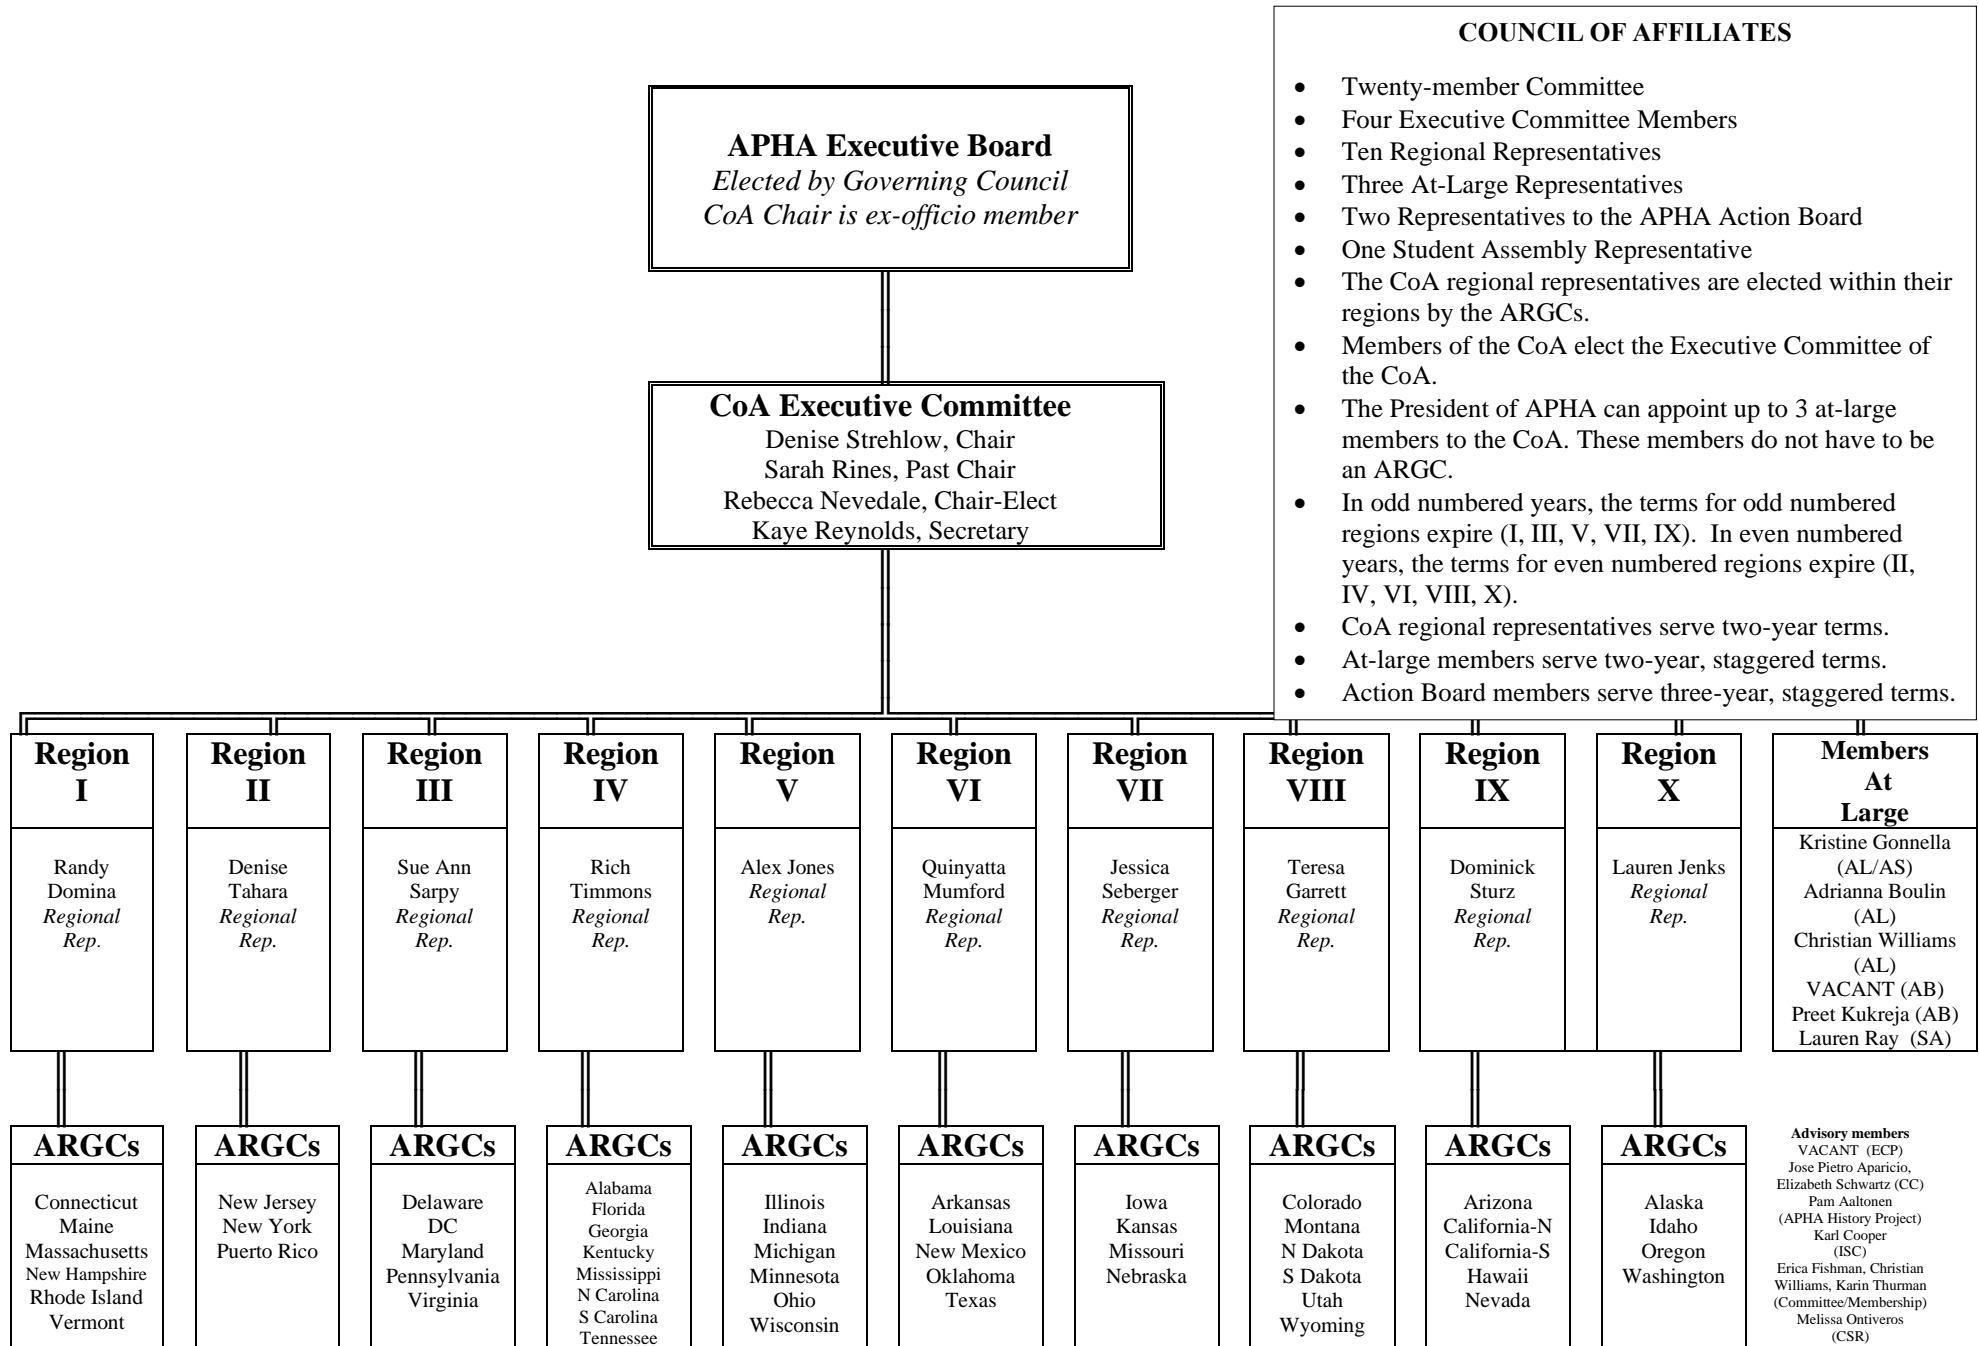 COUNCIL OF AFFILIATES
• Twenty-member Committee
• Four Executive Committee Members
• Ten Regional Representatives
• Three At-Large Representatives
• Two Representatives to the APHA Action Board
• One Student Assembly Representative
• The CoA regional representatives are elected within their
regions by the ARGCs.
• Members of the CoA elect the Executive Committee of
the CoA.
• The President of APHA can appoint up to 3 at-large
members to the CoA. These members do not have to be
an ARGC.
• In odd numbered years, the terms for odd numbered
regions expire (I, III, V, VII, IX).  In even numbered
years, the terms for even numbered regions expire (II,
IV, VI, VIII, X).
• CoA regional representatives serve two-year terms.
• At-large members serve two-year, staggered terms.
• Action Board members serve three-year, staggered terms.
APHA Executive Board
Elected by Governing Council
CoA Chair is ex-officio member
CoA Executive Committee
Denise Strehlow, Chair
Sarah Rines, Past Chair
Rebecca Nevedale, Chair-Elect
Kaye Reynolds, Secretary
Region
I
Randy
Domina
Regional
Rep.
Region
II
Denise
Tahara
Regional
Rep.
Region
III
Sue Ann
Sarpy
Regional
Rep.
Region
IV
Rich
Timmons
Regional
Rep.
Region
V
Alex Jones
Regional
Rep.
Region
VI
Quinyatta
Mumford
Regional
Rep.
Region
VII
Jessica
Seberger
Regional
Rep.
Region
VIII
Teresa
Garrett
Regional
Rep.
Region
IX
Dominick
Sturz
Regional
Rep.
Region
X
Lauren Jenks
Regional
Rep.
Members
At
Large
Kristine Gonnella
(AL/AS)
Adrianna Boulin
(AL)
Christian Williams
(AL)
VACANT (AB)
Preet Kukreja (AB)
Lauren Ray  (SA)
ARGCs
Connecticut
Maine
Massachusetts
New Hampshire
Rhode Island
Vermont
ARGCs
New Jersey
New York
Puerto Rico
ARGCs
Delaware
DC
Maryland
Pennsylvania
Virginia
ARGCs
Alabama
Florida
Georgia
Kentucky
Mississippi
N Carolina
S Carolina
Tennessee
ARGCs
Illinois
Indiana
Michigan
Minnesota
Ohio
Wisconsin
ARGCs
Arkansas
Louisiana
New Mexico
Oklahoma
Texas
ARGCs
Iowa
Kansas
Missouri
Nebraska
ARGCs
Colorado
Montana
N Dakota
S Dakota
Utah
Wyoming
ARGCs
Arizona
California-N
California-S
Hawaii
Nevada
ARGCs
Alaska
Idaho
Oregon
Washington
Advisory members
VACANT  (ECP)
Jose Pietro Aparicio,
Elizabeth Schwartz (CC)
Pam Aaltonen
(APHA History Project)
Karl Cooper
(ISC)
Erica Fishman, Christian
Williams, Karin Thurman
(Committee/Membership)
Melissa Ontiveros
(CSR)